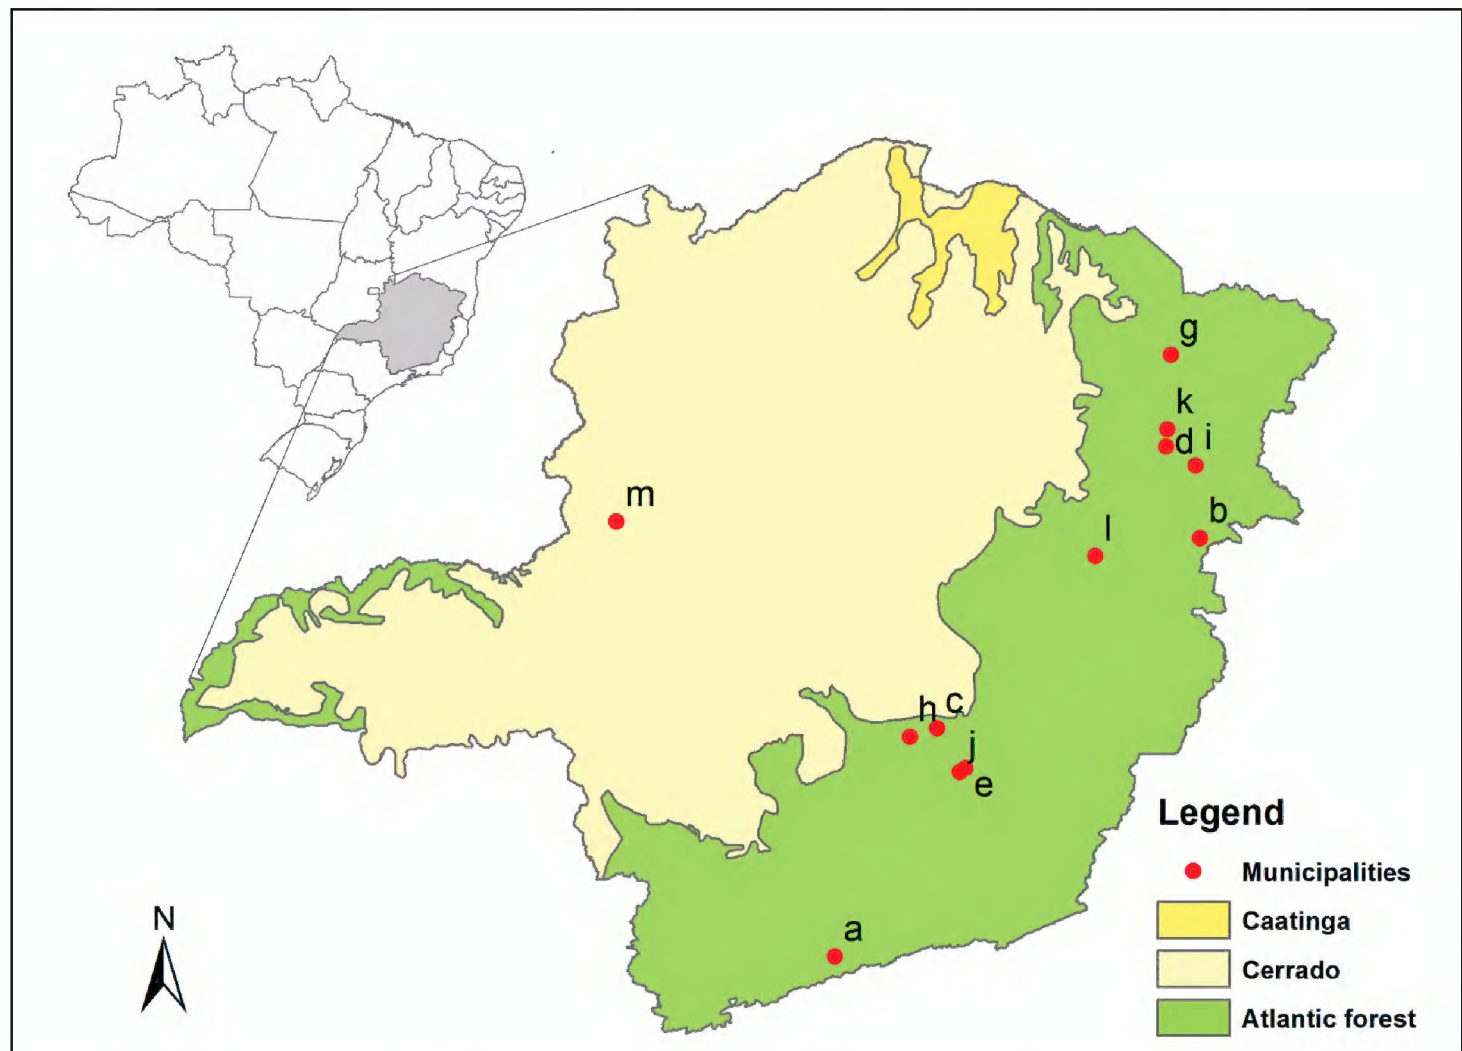 g
k
d i
m
b
l
h c
j
e
Legend
Municipalities
a
N
Caatinga
Cerrado
Atlantic forest